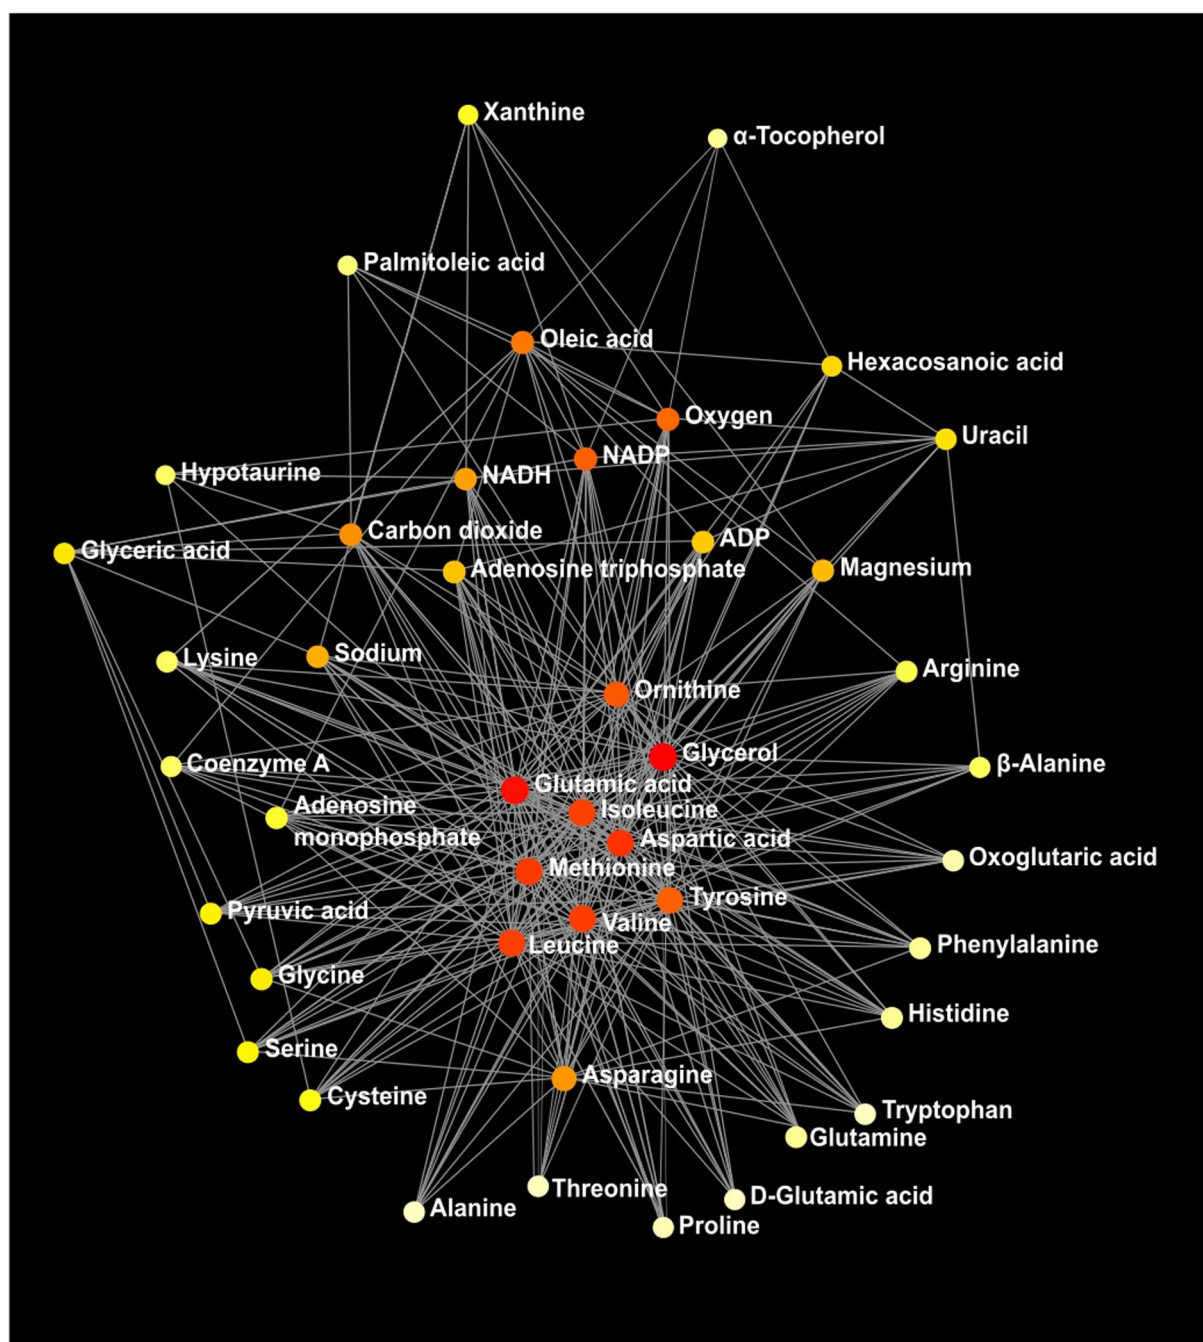 Xanthine
α-Tocopherol
Palmitoleic acid
Oleic acid
Hexacosanoic acid
Oxygen
Uracil
NADP
Hypotaurine
NADH
Carbon dioxide
ADP
Glyceric acid
Adenosine triphosphate
Magnesium
Lysine
Sodium
Arginine
Ornithine
Glycerol
Coenzyme A
β-Alanine
Glutamic acid
Adenosine
monophosphate
Isoleucine
Aspartic acid
Oxoglutaric acid
Methionine
Tyrosine
Pyruvic acid
Valine
Leucine
Phenylalanine
Glycine
Histidine
Serine
Asparagine
Cysteine
Tryptophan
Glutamine
Threonine
D-Glutamic acid
Alanine
Proline